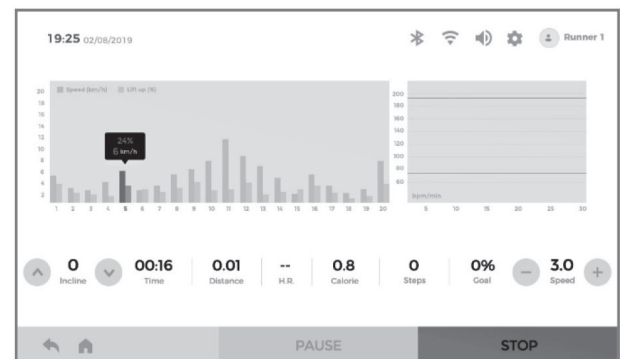 19:25 02/08/2019
Runner 1
Speed (km/h) Lift up (%)
20
18
16
14
12
10
8
6
4
2
24%
6 km/h
1 2 3 4 5 6 7 8 9 10 11 12 13 14 15 16 17 18 19 20
200
180
160
140
120
100
80
60
bpm/min
5 10 15 20 25 30
0 00:16 0.01 -- 0.8 0 0% 3.0
Incline Time Distance H.R. Calorie Steps Goal Speed
PAUSE STOP